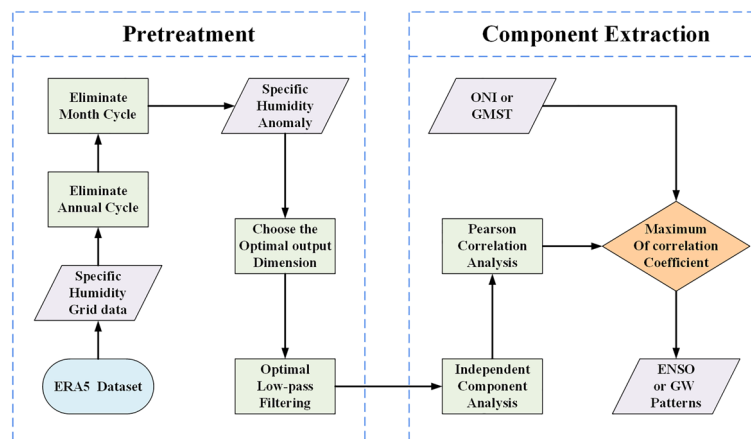 Pretreatment
Eliminate
Month Cycle
Specific
Humidity
Anomaly
Eliminate
Annual Cycle
Choose the
Optimal output
Dimension
Specific
Humidity
Grid data
ERA5 Dataset
Optimal
Low-pass
Filtering
Component Extraction
ONI or
GMST
Pearson
Correlation
Analysis
Maximum
Of correlation
Coefficient
Independent
Component
Analysis
ENSO
or GW
Patterns